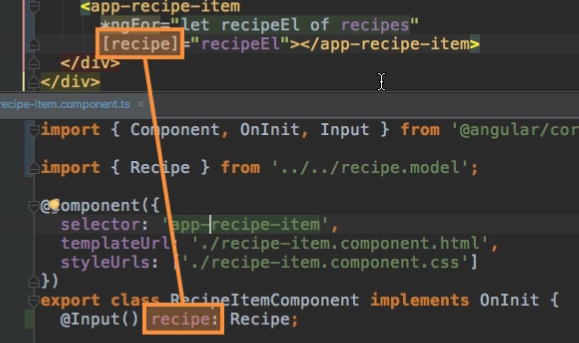 <app-recipe-item
*ngFor="let recipeEl of recipes"
[recipe]="recipeEl"></app-recipe-item>
</div>
</div>
recipe-item.component.ts ×
import { Component, OnInit, Input } from '@angular/cor
import { Recipe } from '../../recipe.model';
@Component({
selector: 'app-recipe-item',
templateUrl: './recipe-item.component.html',
styleUrls: ['./recipe-item.component.css']
})
export class RecipeItemComponent implements OnInit {
@Input() recipe: Recipe;